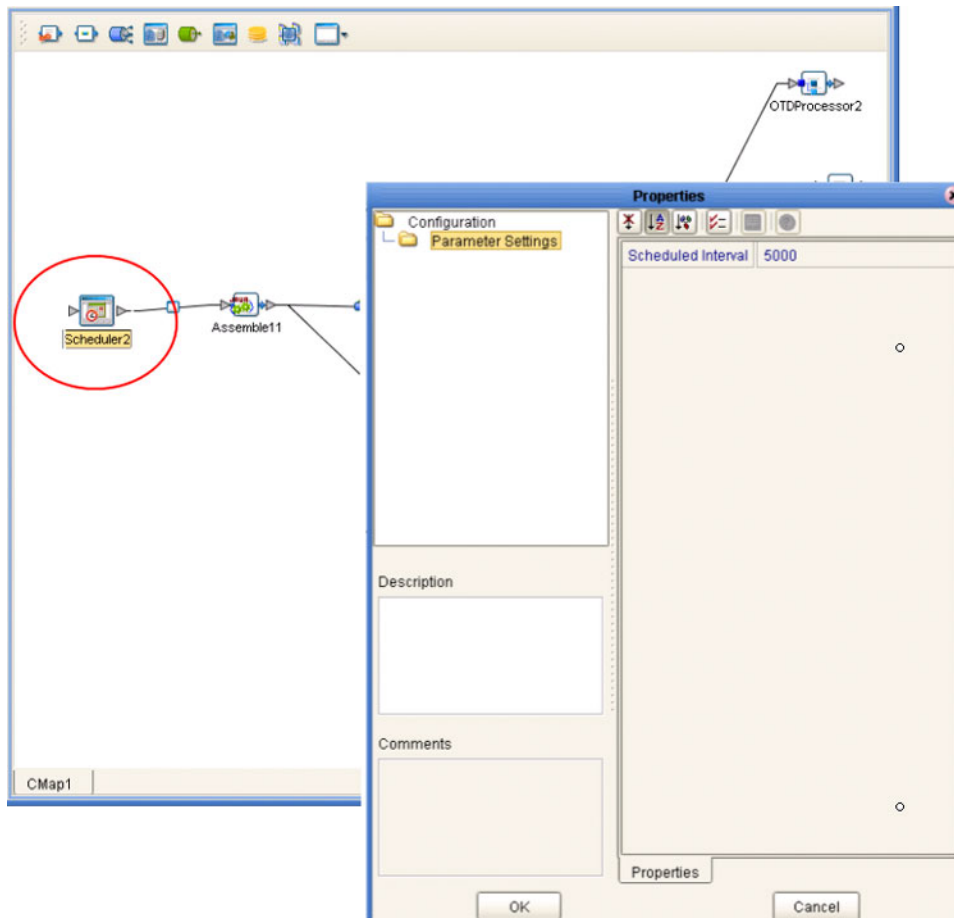 OTDProcessor2
Properties
Configuration
Parameter Settings
Scheduled Interval 5000
Scheduler2
Assemble11
Description
Comments
CMap1
Properties
OK Cancel